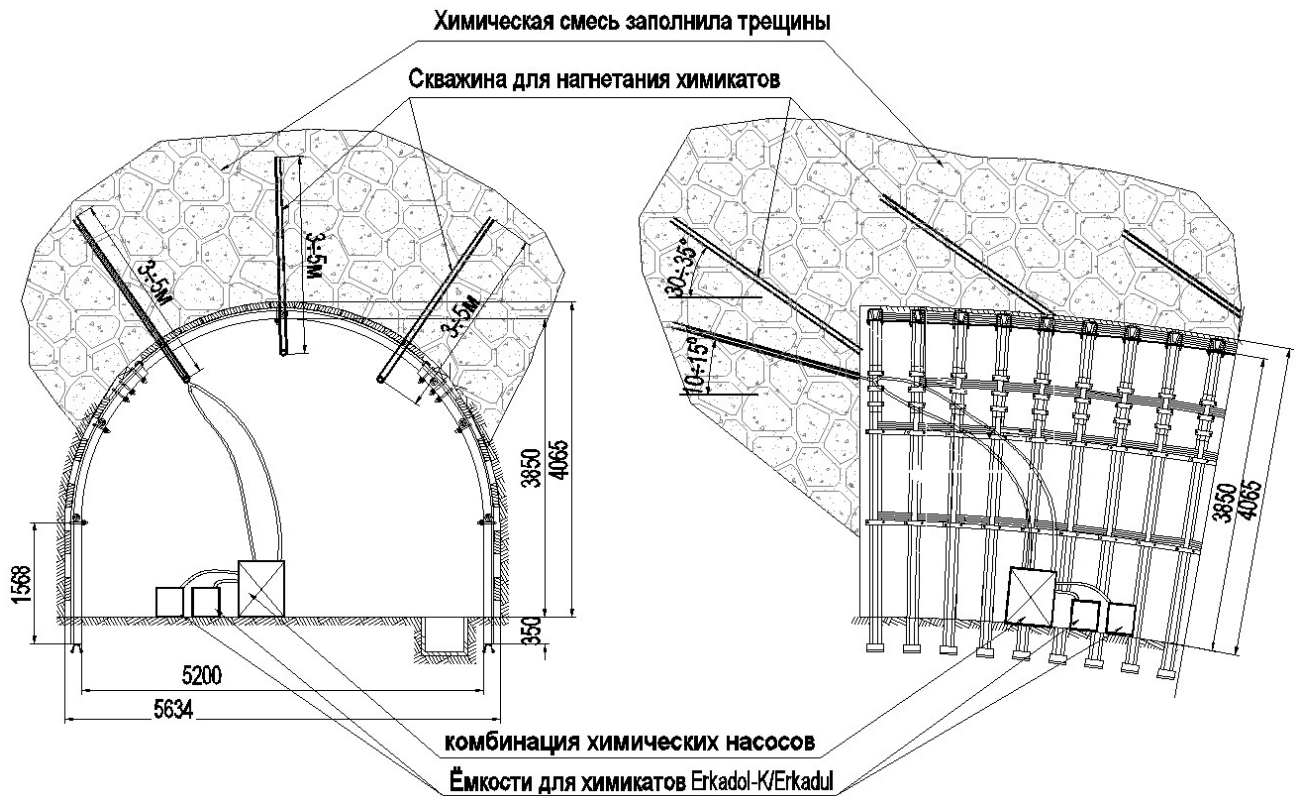 Химическая смесь заполнила трещины
Скважина для нагнетания химикатов
3÷5м
3÷5м
3÷5м
30÷35°
10÷15°
3850
4065
1568
350
5200
5634
3850
4065
комбинация химических насосов
Ёмкости для химикатов Erkadol-K/Erkadul